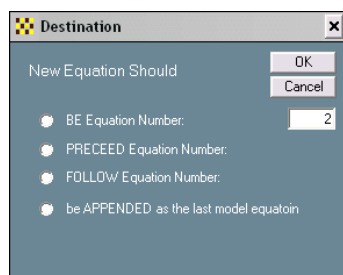 Destination
New Equation Should
OK
Cancel
BE Equation Number:
2
PRECEED Equation Number:
FOLLOW Equation Number:
be APPENDED as the last model equatoin